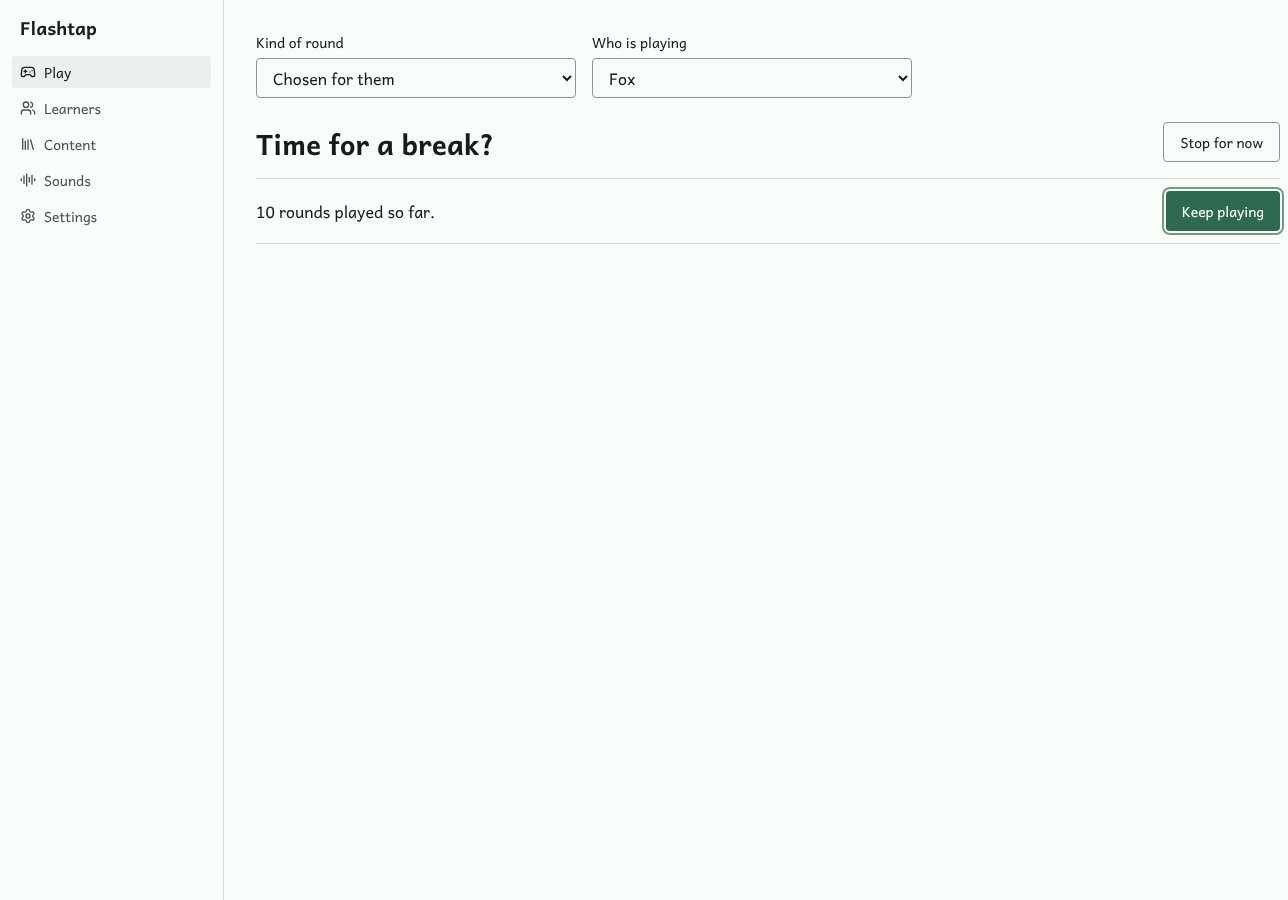 Flashtap
Play
Learners
Content
Sounds
Settings
Kind of round
Chosen for them
Who is playing
Fox
Time for a break?
Stop for now
10 rounds played so far.
Keep playing